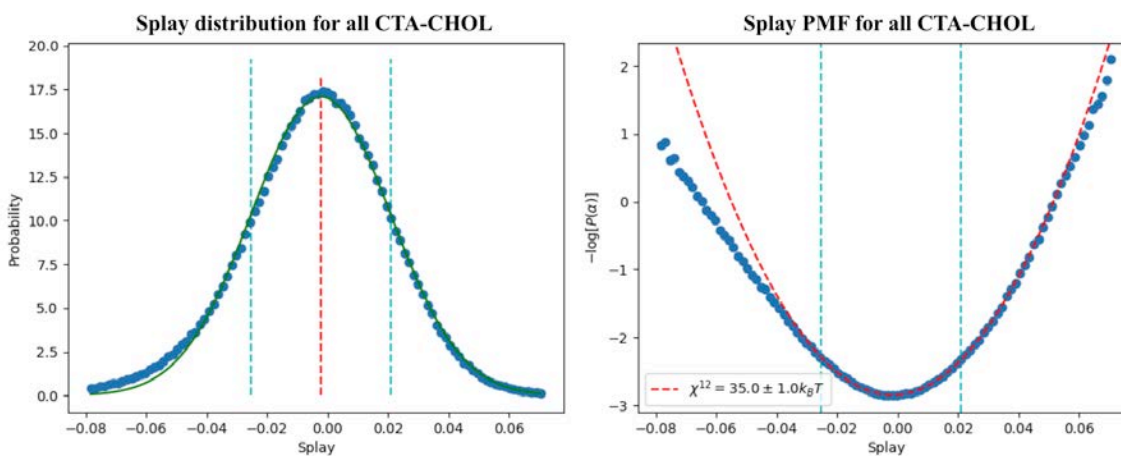 Splay distribution for all CTA-CHOL
20.0
17.5
15.0
12.5
10.0
7.5
5.0
2.5
0.0
Probability
−0.08 −0.06 −0.04 −0.02 0.00 0.02 0.04 0.06
Splay
Splay PMF for all CTA-CHOL
2
1
0
−1
−2
−3
−log[P(α)]
χ¹² = 35.0 ± 1.0k_BT
−0.08 −0.06 −0.04 −0.02 0.00 0.02 0.04 0.06
Splay